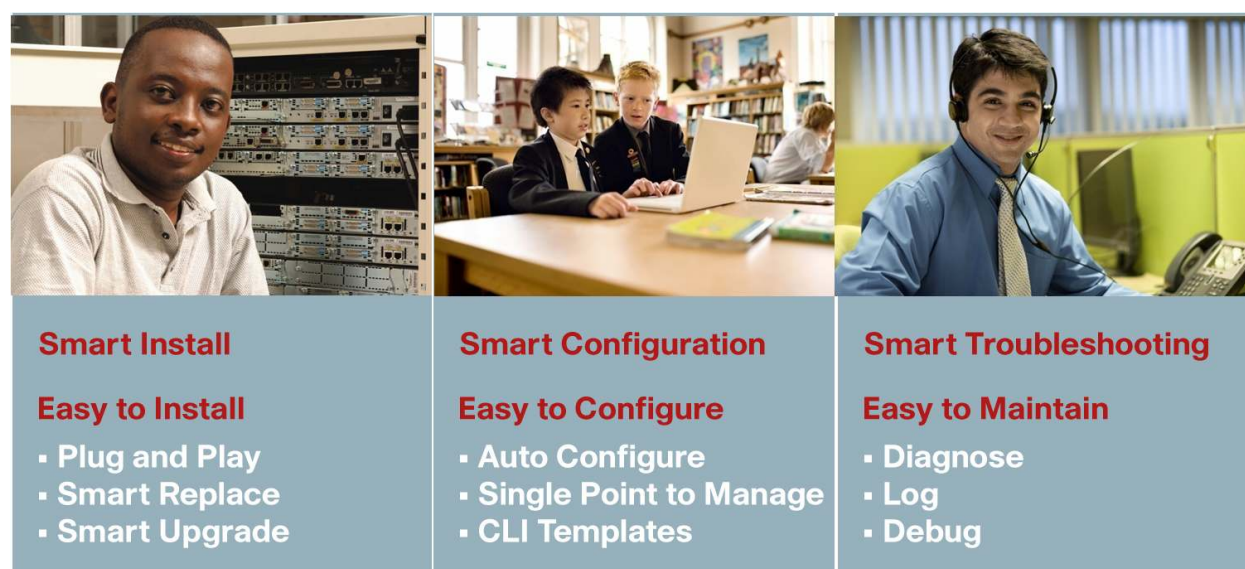 Smart Install
Easy to Install
▪ Plug and Play
▪ Smart Replace
▪ Smart Upgrade
Smart Configuration
Easy to Configure
▪ Auto Configure
▪ Single Point to Manage
▪ CLI Templates
Smart Troubleshooting
Easy to Maintain
▪ Diagnose
▪ Log
▪ Debug